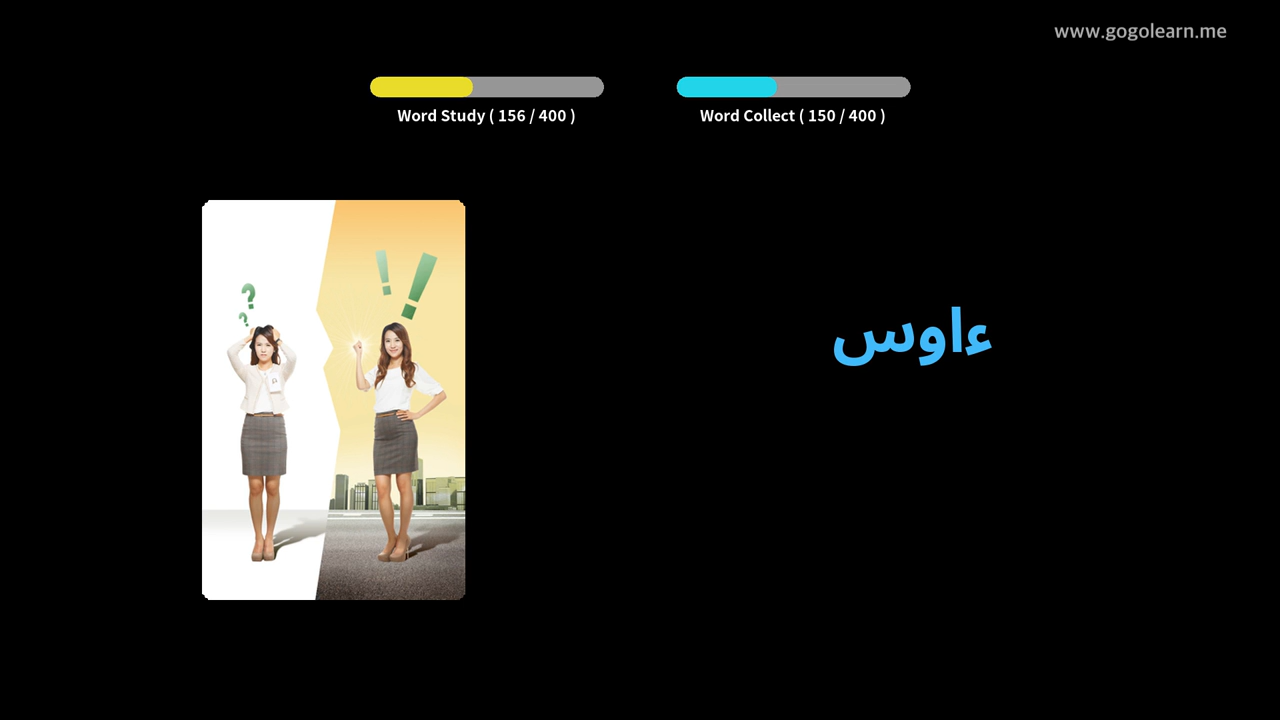 www.gogolearn.me
Word Study ( 156 / 400 )
Word Collect ( 150 / 400 )
? ?
! !
ءاوس